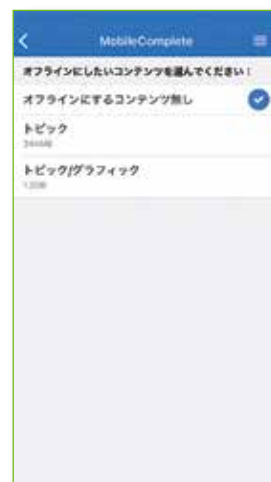 MobileComplete
オフラインにしたいコンテンツを選んでください！
オフラインにするコンテンツ無し
トピック
トピック/グラフィック